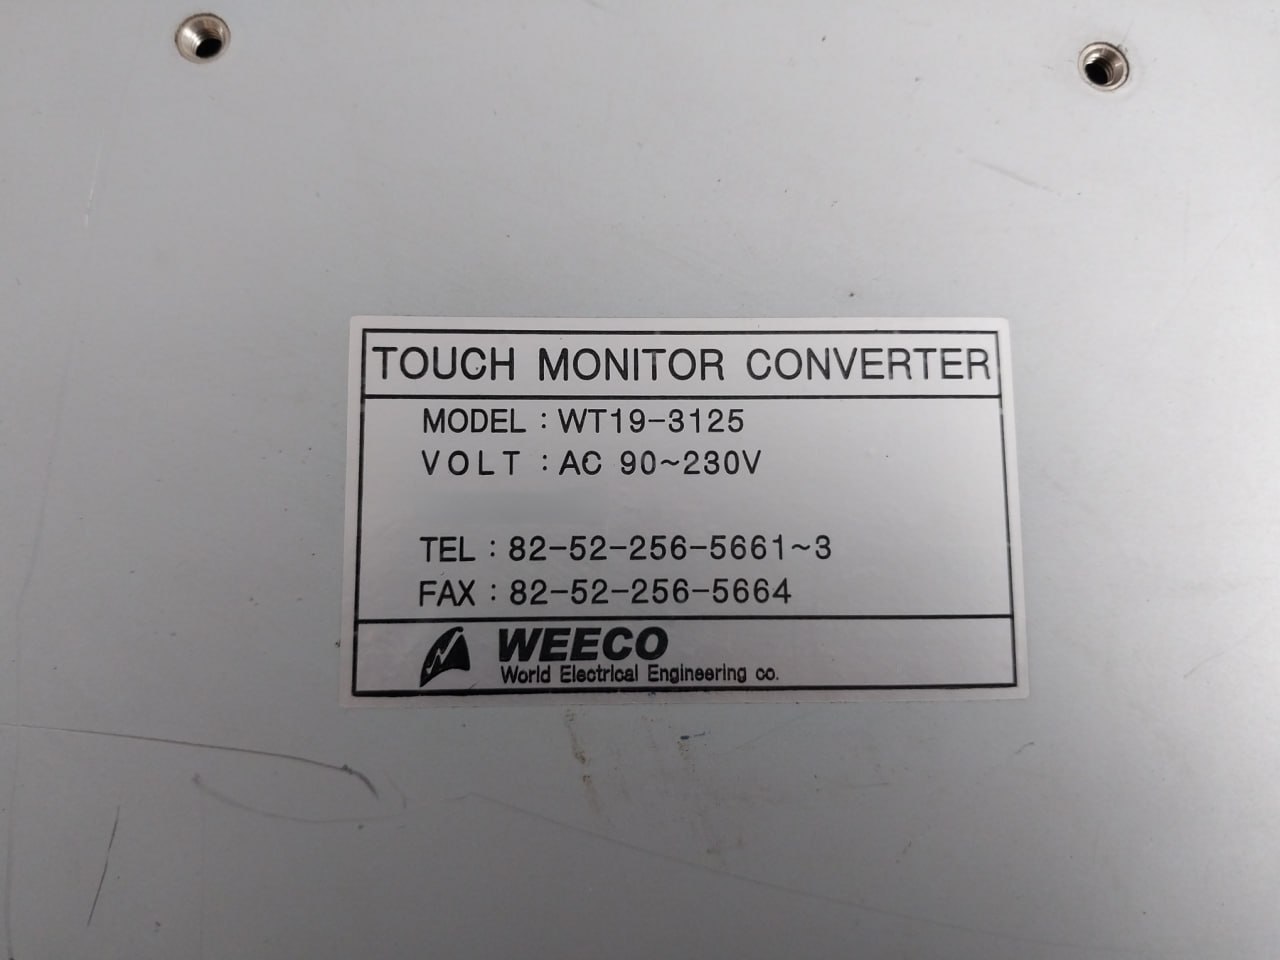 TOUCH MONITOR CONVERTER
MODEL : WT19-3125
VOLT : AC 90~230V
TEL : 82-52-256-5661~3
FAX : 82-52-256-5664
WEECO
World Electrical Engineering co.